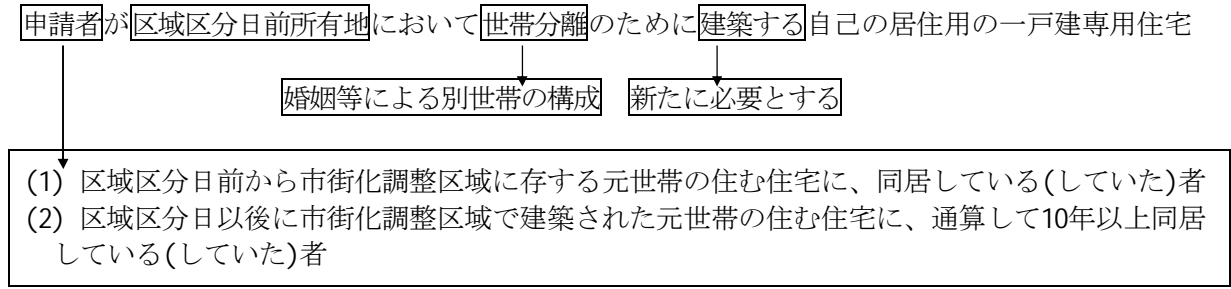 申請者が区域区分日前所有地において世帯分離のために建築する自己の居住用の一戸建専用住宅
婚姻等による別世帯の構成 新たに必要とする
(1) 区域区分日前から市街化調整区域に存する元世帯の住む住宅に、同居している(していた)者
(2) 区域区分日以後に市街化調整区域で建築された元世帯の住む住宅に、通算して10年以上同居
している(していた)者